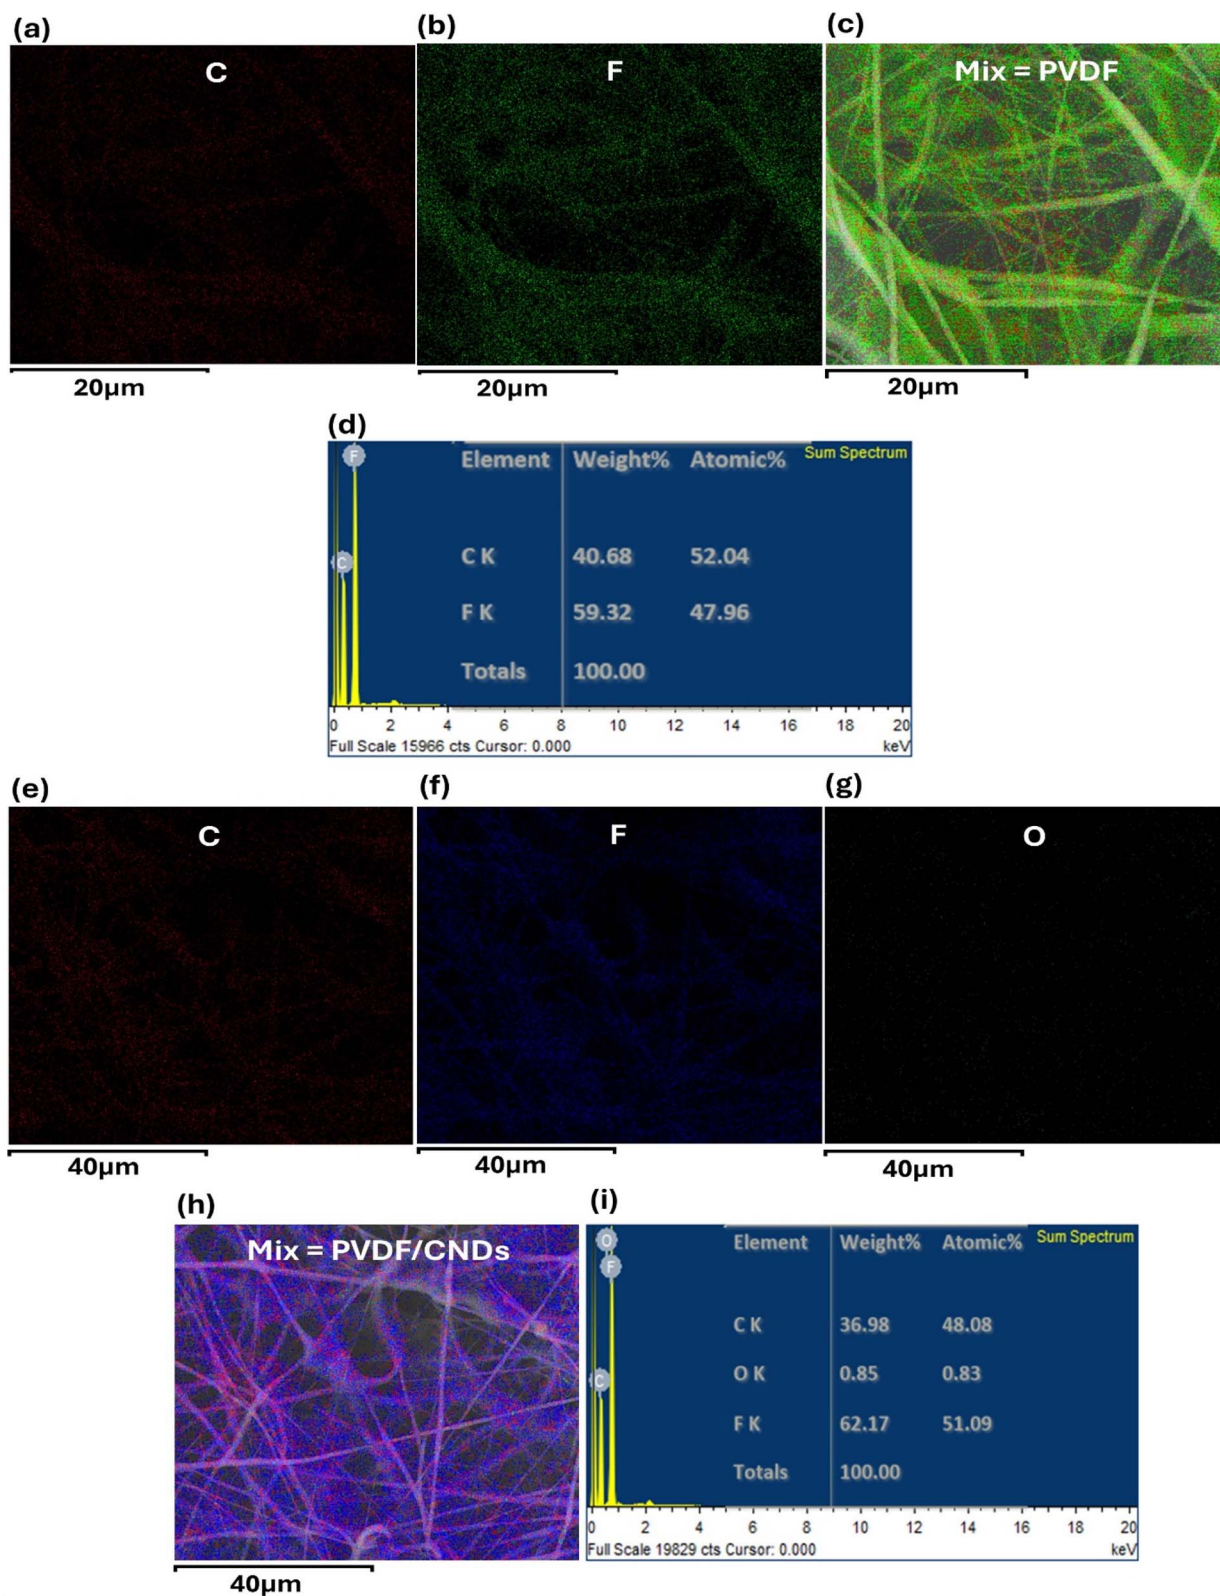 (a)
C
20µm
(b)
F
20µm
(c)
Mix = PVDF
20µm
(d)
F
C
Element Weight% Atomic% Sum Spectrum
C K 40.68 52.04
F K 59.32 47.96
Totals 100.00
0 2 4 6 8 10 12 14 16 18 20
Full Scale 15966 cts Cursor: 0.000 keV
(e)
C
40µm
(f)
F
40µm
(g)
O
40µm
(h)
Mix = PVDF/CNDs
40µm
(i)
O
F
C
Element Weight% Atomic% Sum Spectrum
C K 36.98 48.08
O K 0.85 0.83
F K 62.17 51.09
Totals 100.00
0 2 4 6 8 10 12 14 16 18 20
Full Scale 19829 cts Cursor: 0.000 keV